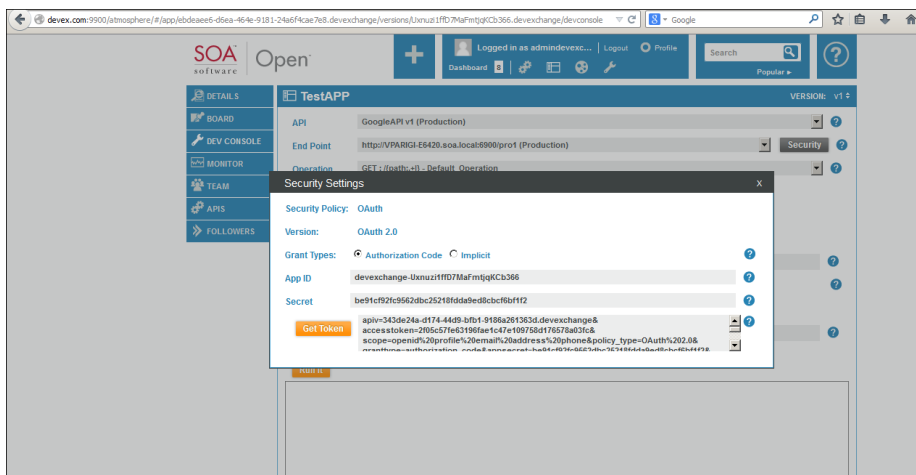 devex.com:9900/atmosphere/#/app/ebdeaee6-d6ea-464e-9181-24a6f4cae7e8.devexchange/versions/Uxnuzi1ffD7MaFmtjqKCb366.devexchange/devconsole
Google
SOA software Open
Logged in as admindevexc... | Logout Profile
Dashboard 8
Search
Popular
DETAILS
BOARD
DEV CONSOLE
MONITOR
TEAM
APIS
FOLLOWERS
TestAPP VERSION: v1
API GoogleAPI v1 (Production)
End Point http://VPARIGI-E6420.soa.local:6900/pro1 (Production) Security
Operation GET : /{path:.+|} - Default_Operation
Security Settings x
Security Policy: OAuth
Version: OAuth 2.0
Grant Types: Authorization Code Implicit
App ID devexchange-Uxnuzi1ffD7MaFmtjqKCb366
Secret be91cf92fc9562dbc25218fdda9ed8cbcf6bf1f2
Get Token
apiv=343de24a-d174-44d9-bfb1-9186a261363d.devexchange&
accesstoken=2f05c57fe63196fae1c47e109758d176578a03fc&
scope=openid%20profile%20email%20address%20phone&policy_type=OAuth%202.0&
granttype=authorization_code&appsecret=be91cf92fc9562dbc25218fdda9ed8cbcf6bf1f2&
Run It